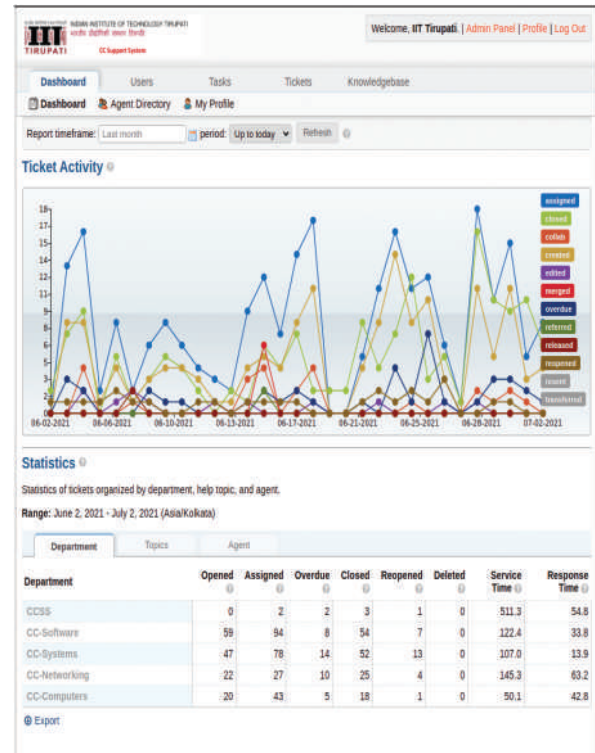 INDIAN INSTITUTE OF TECHNOLOGY TIRUPATI
भारतीय प्रौद्योगिकी संस्थान तिरुपति
TIRUPATI
CC Support System
Welcome, IIT Tirupati. | Admin Panel | Profile | Log Out
Dashboard Users Tasks Tickets Knowledgebase
Dashboard Agent Directory My Profile
Report timeframe: Last month period: Up to today Refresh
Ticket Activity
assigned
closed
collab
created
edited
merged
overdue
referred
released
reopened
resent
transferred
18
17
15
14
12
11
9
8
6
5
3
2
0
06-02-2021 06-06-2021 06-10-2021 06-13-2021 06-17-2021 06-21-2021 06-25-2021 06-28-2021 07-02-2021
Statistics
Statistics of tickets organized by department, help topic, and agent.
Range: June 2, 2021 - July 2, 2021 (Asia/Kolkata)
Department Topics Agent
Department Opened Assigned Overdue Closed Reopened Deleted Service Time Response Time
CCSS 0 2 2 3 1 0 511.3 54.8
CC-Software 59 94 8 54 7 0 122.4 33.8
CC-Systems 47 78 14 52 13 0 107.0 13.9
CC-Networking 22 27 10 25 4 0 145.3 63.2
CC-Computers 20 43 5 18 1 0 50.1 42.8
Export